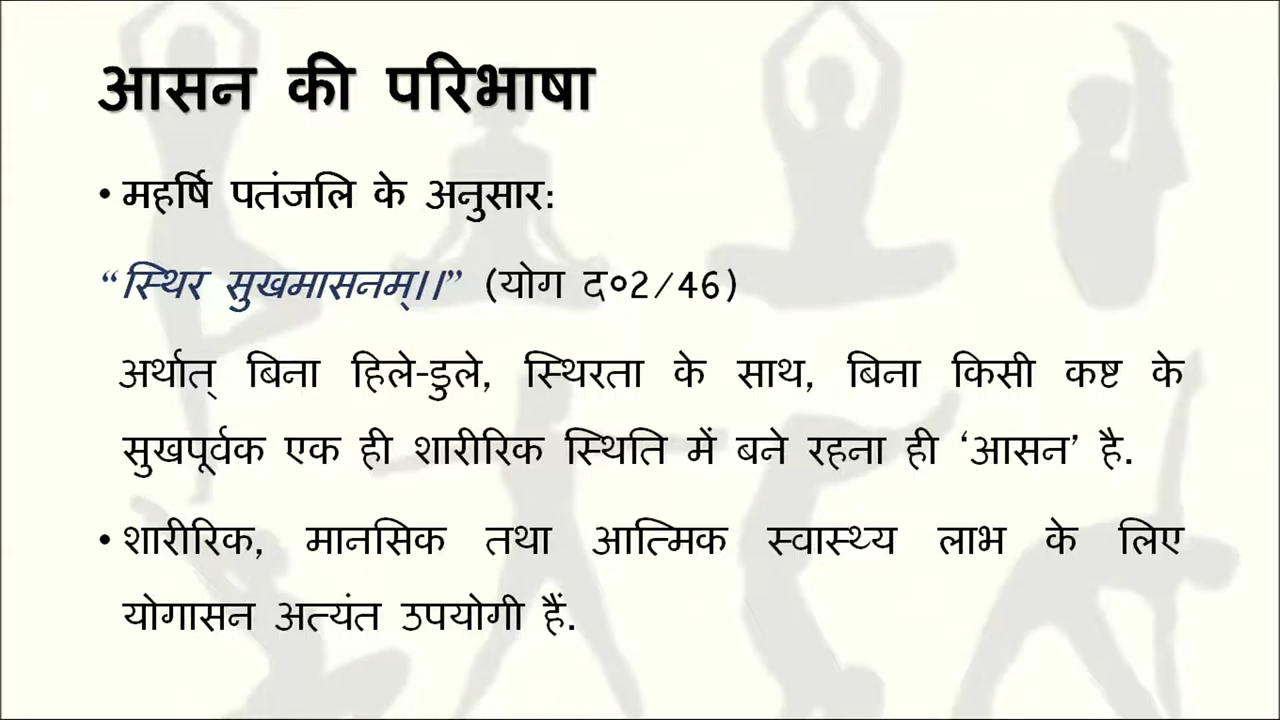 आसन की परिभाषा
• महर्षि पतंजलि के अनुसार:
“स्थिर सुखमासनम्।।” (योग द०2/46)
अर्थात् बिना हिले-डुले, स्थिरता के साथ, बिना किसी कष्ट के
सुखपूर्वक एक ही शारीरिक स्थिति में बने रहना ही ‘आसन’ है.
• शारीरिक, मानसिक तथा आत्मिक स्वास्थ्य लाभ के लिए
योगासन अत्यंत उपयोगी हैं.